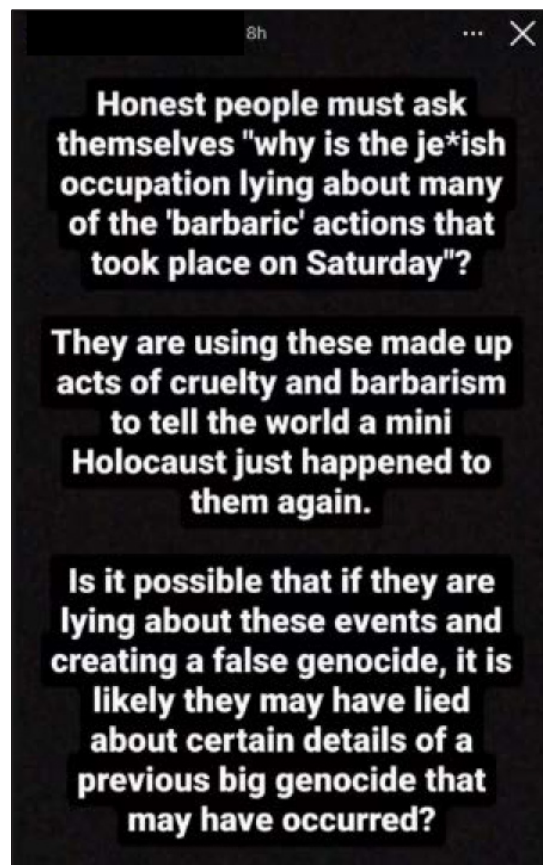 8h
Honest people must ask
themselves "why is the je*ish
occupation lying about many
of the 'barbaric' actions that
took place on Saturday"?
They are using these made up
acts of cruelty and barbarism
to tell the world a mini
Holocaust just happened to
them again.
Is it possible that if they are
lying about these events and
creating a false genocide, it is
likely they may have lied
about certain details of a
previous big genocide that
may have occurred?